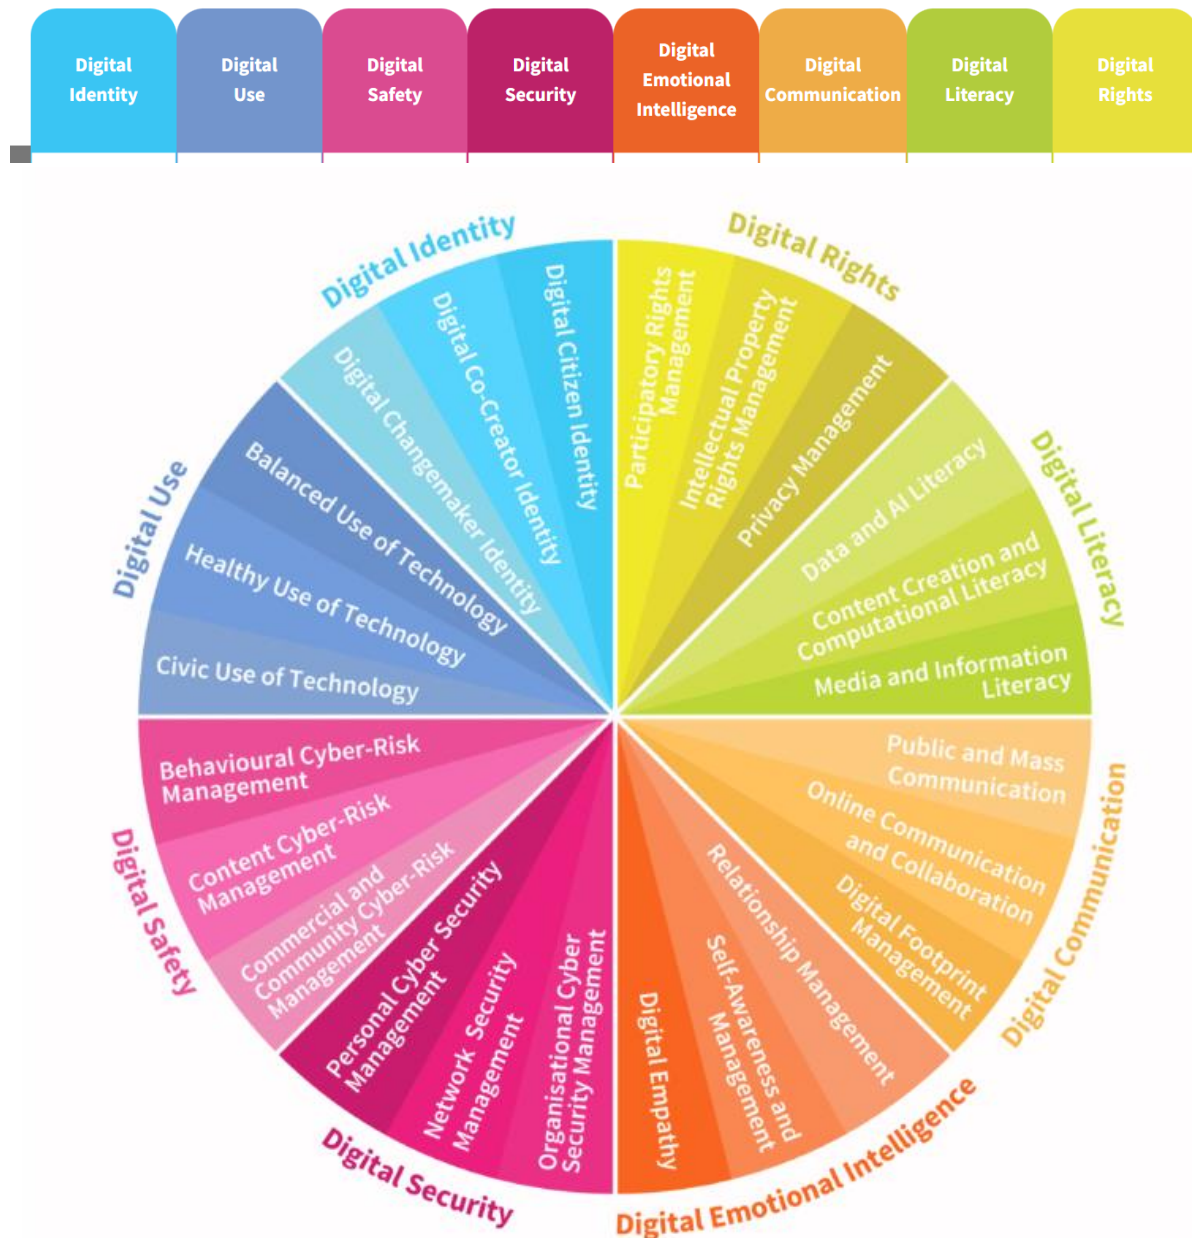 Digital
Identity
Digital
Use
Digital
Safety
Digital
Security
Digital
Emotional
Intelligence
Digital
Communication
Digital
Literacy
Digital
Rights
Digital Identity
Digital Citizen Identity
Digital Co-Creator Identity
Digital Changemaker Identity
Digital Use
Balanced Use of Technology
Healthy Use of Technology
Civic Use of Technology
Digital Safety
Behavioural Cyber-Risk
Management
Content Cyber-Risk
Management
Commercial and
Community Cyber-Risk
Management
Digital Security
Personal Cyber Security
Management
Network Security
Management
Organisational Cyber
Security Management
Digital Emotional Intelligence
Digital Empathy
Self-Awareness and
Management
Relationship Management
Digital Communication
Digital Footprint
Management
Online Communication
and Collaboration
Public and Mass
Communication
Digital Literacy
Media and Information
Literacy
Content Creation and
Computational Literacy
Data and AI Literacy
Digital Rights
Privacy Management
Intellectual Property
Rights Management
Participatory Rights
Management